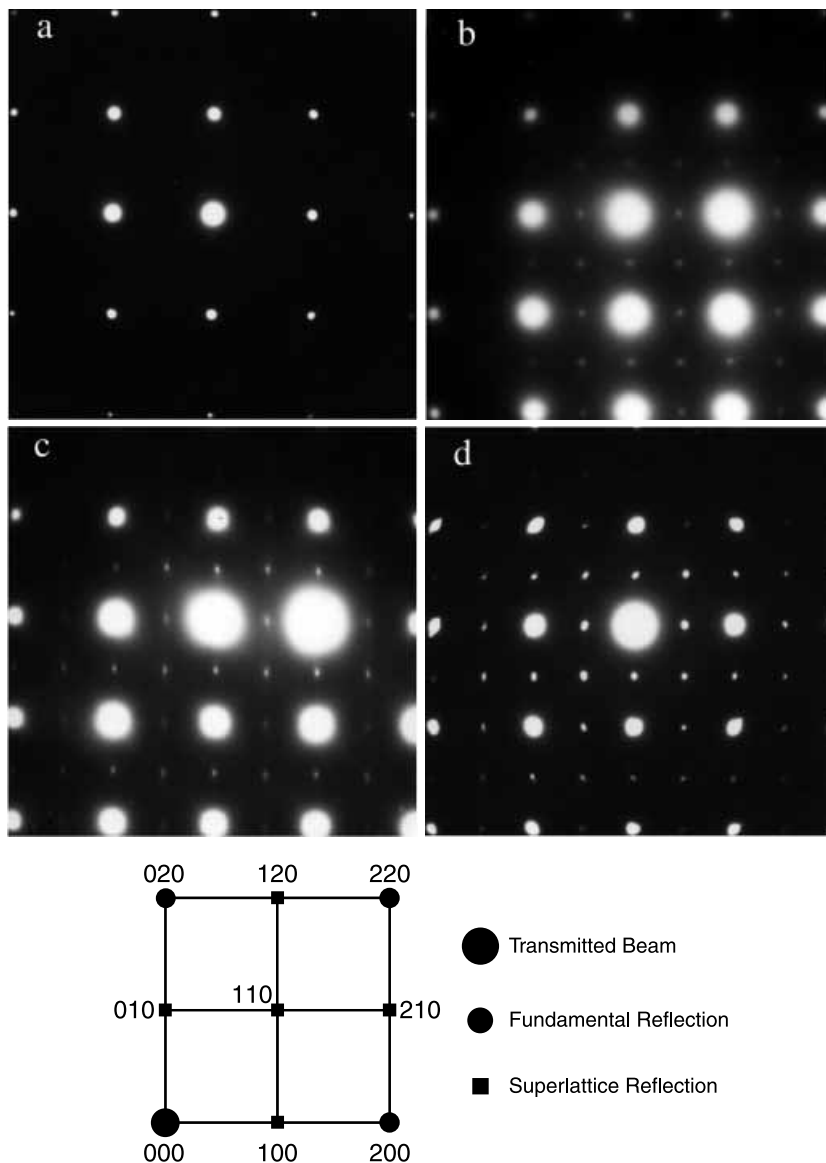 a
b
c
d
020 120 220
Transmitted Beam
010 110 210
Fundamental Reflection
Superlattice Reflection
000 100 200